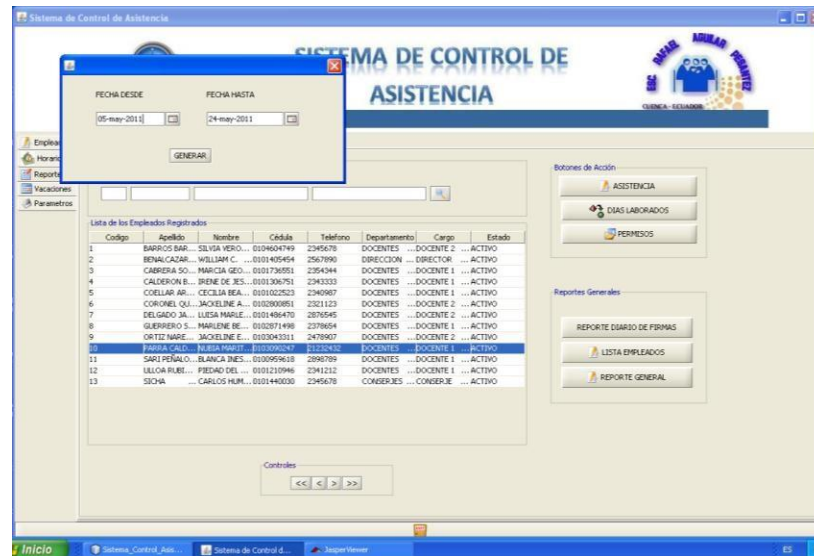 Sistema de Control de Asistencia
SISTEMA DE CONTROL DE
ASISTENCIA
ESC RAFAEL AGUILAR PESANTEZ
CUENCA - ECUADOR
FECHA DESDE FECHA HASTA
05-may-2011 24-may-2011
GENERAR
Emplea
Horario
Reporte
Vacaciones
Parametros
Botones de Acción
ASISTENCIA
DIAS LABORADOS
PERMISOS
Lista de los Empleados Registrados
Codigo Apellido Nombre Cédula Telefono Departamento Cargo Estado
1 BARROS BAR... SILVIA VERO... 0104604749 2345678 DOCENTES ... DOCENTE 2 ... ACTIVO
2 BENALCAZAR... WILLIAM C. ... 0101405454 2567890 DIRECCION ... DIRECTOR ... ACTIVO
3 CABRERA SO... MARCIA GEO... 0101736551 2354344 DOCENTES ... DOCENTE 1 ... ACTIVO
4 CALDERON B... IRENE DE JES... 0101306751 2343333 DOCENTES ... DOCENTE 1 ... ACTIVO
5 COELLAR AR... CECILIA BEA... 0101022523 2340987 DOCENTES ... DOCENTE 2 ... ACTIVO
6 CORONEL QU... JACKELINE A... 0102800851 2321123 DOCENTES ... DOCENTE 2 ... ACTIVO
7 DELGADO JA... LUISA MARLE... 0101486470 2876545 DOCENTES ... DOCENTE 2 ... ACTIVO
8 GUERRERO S... MARLENE BE... 0102871498 2378654 DOCENTES ... DOCENTE 1 ... ACTIVO
9 ORTIZ NARE... JACKELINE E... 0103043311 2478907 DOCENTES ... DOCENTE 2 ... ACTIVO
10 PARRA CALD... NUBIA MARIT... 0103090247 21232432 DOCENTES ... DOCENTE 1 ... ACTIVO
11 SARI PEÑALO... BLANCA INES... 0100959618 2898789 DOCENTES ... DOCENTE 1 ... ACTIVO
12 ULLOA RUBI... PIEDAD DEL ... 0101210946 2341212 DOCENTES ... DOCENTE 1 ... ACTIVO
13 SICHA ... CARLOS HUM... 0101440030 2345678 CONSERJES ... CONSERJE ... ACTIVO
Reportes Generales
REPORTE DIARIO DE FIRMAS
LISTA EMPLEADOS
REPORTE GENERAL
Controles
<< < > >>
Inicio Sistema_Control_Asis... Sistema de Control d... JasperViewer ES